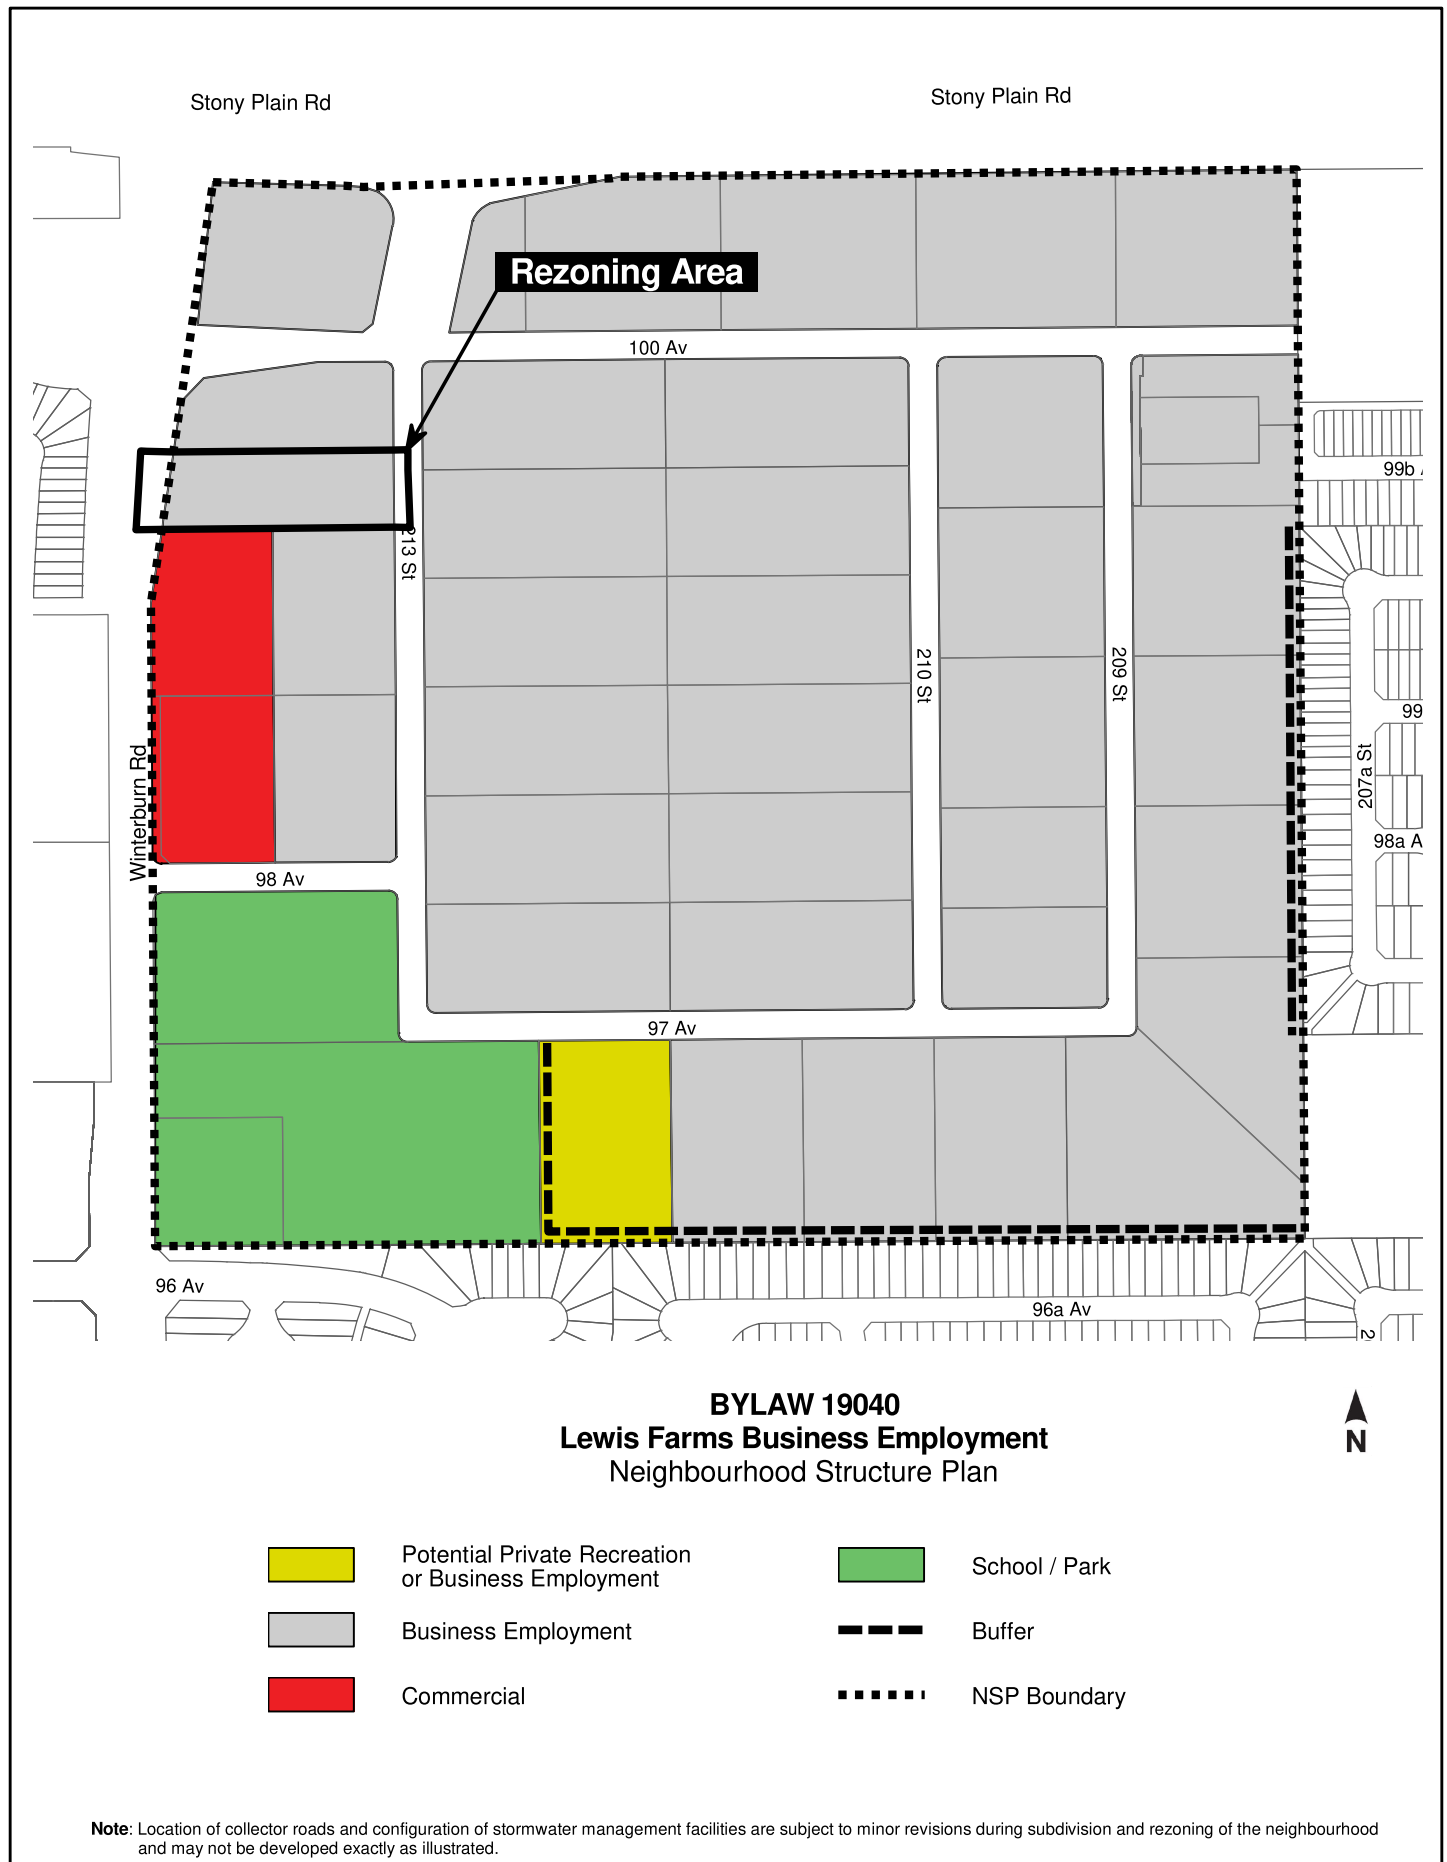 Stony Plain Rd
Stony Plain Rd
Rezoning Area
100 Av
99b
213 St
210 St
209 St
99
207a St
Winterburn Rd
98a A
98 Av
97 Av
96 Av
96a Av
2
BYLAW 19040
Lewis Farms Business Employment
Neighbourhood Structure Plan
N
Potential Private Recreation
or Business Employment
School / Park
Business Employment
Buffer
Commercial
NSP Boundary
Note: Location of collector roads and configuration of stormwater management facilities are subject to minor revisions during subdivision and rezoning of the neighbourhood
and may not be developed exactly as illustrated.